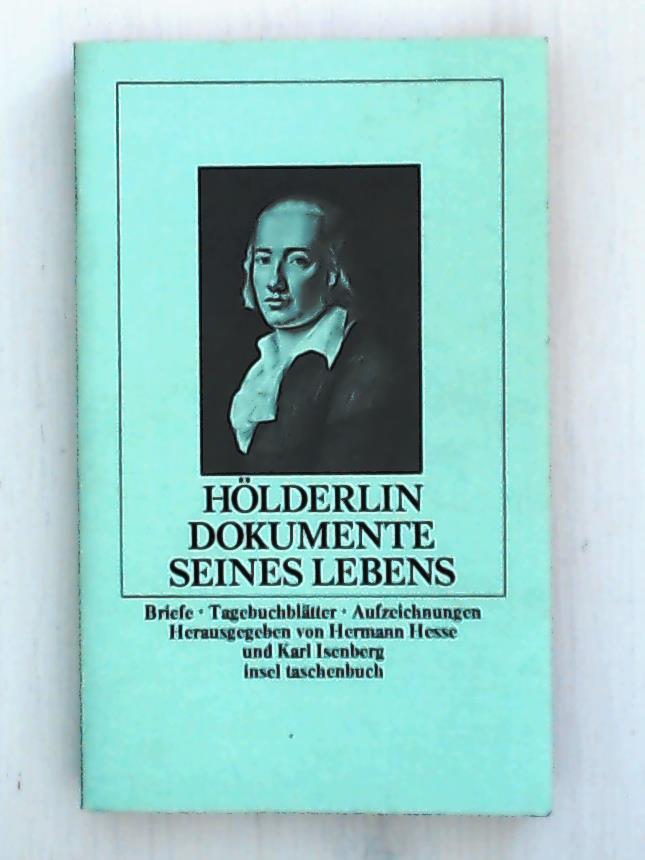 HÖLDERLIN
DOKUMENTE
SEINES LEBENS
Briefe · Tagebuchblätter · Aufzeichnungen
Herausgegeben von Hermann Hesse
und Karl Isenberg
insel taschenbuch